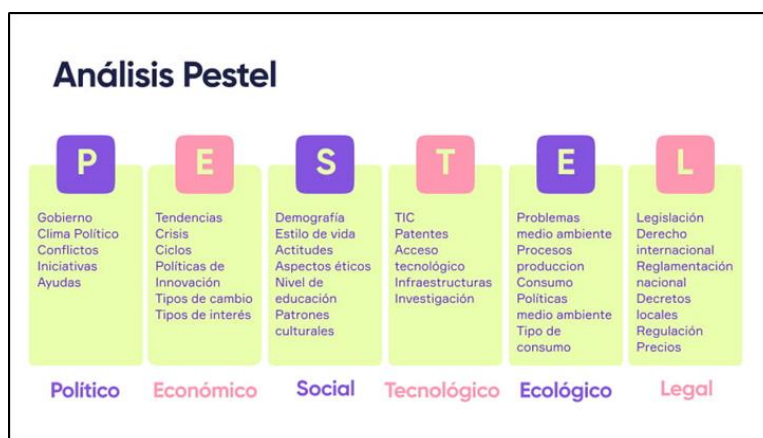 Análisis Pestel
P
Gobierno
Clima Político
Conflictos
Iniciativas
Ayudas
Político
E
Tendencias
Crisis
Ciclos
Políticas de
Innovación
Tipos de cambio
Tipos de interés
Económico
S
Demografía
Estilo de vida
Actitudes
Aspectos éticos
Nivel de
educación
Patrones
culturales
Social
T
TIC
Patentes
Acceso
tecnológico
Infraestructuras
Investigación
Tecnológico
E
Problemas
medio ambiente
Procesos
produccion
Consumo
Políticas
medio ambiente
Tipo de
consumo
Ecológico
L
Legislación
Derecho
internacional
Reglamentación
nacional
Decretos
locales
Regulación
Precios
Legal